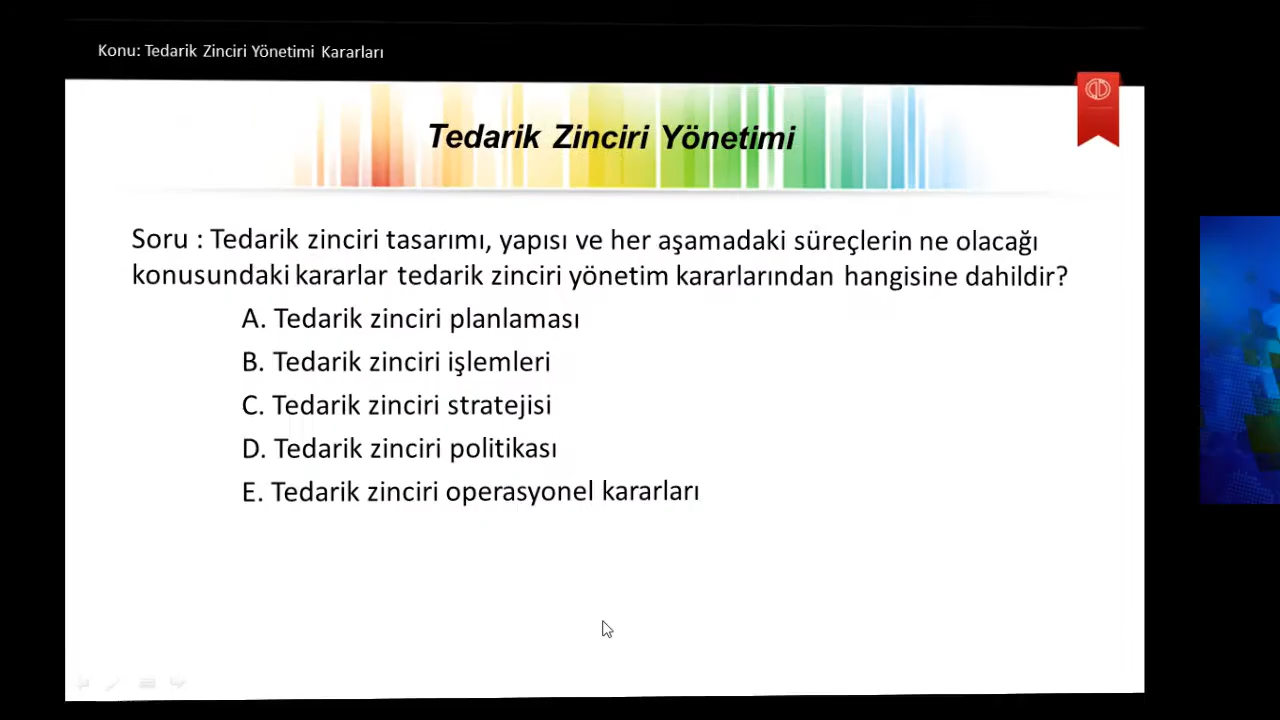 Konu: Tedarik Zinciri Yönetimi Kararları
Tedarik Zinciri Yönetimi
Soru : Tedarik zinciri tasarımı, yapısı ve her aşamadaki süreçlerin ne olacağı
konusundaki kararlar tedarik zinciri yönetim kararlarından hangisine dahildir?
A. Tedarik zinciri planlaması
B. Tedarik zinciri işlemleri
C. Tedarik zinciri stratejisi
D. Tedarik zinciri politikası
E. Tedarik zinciri operasyonel kararları